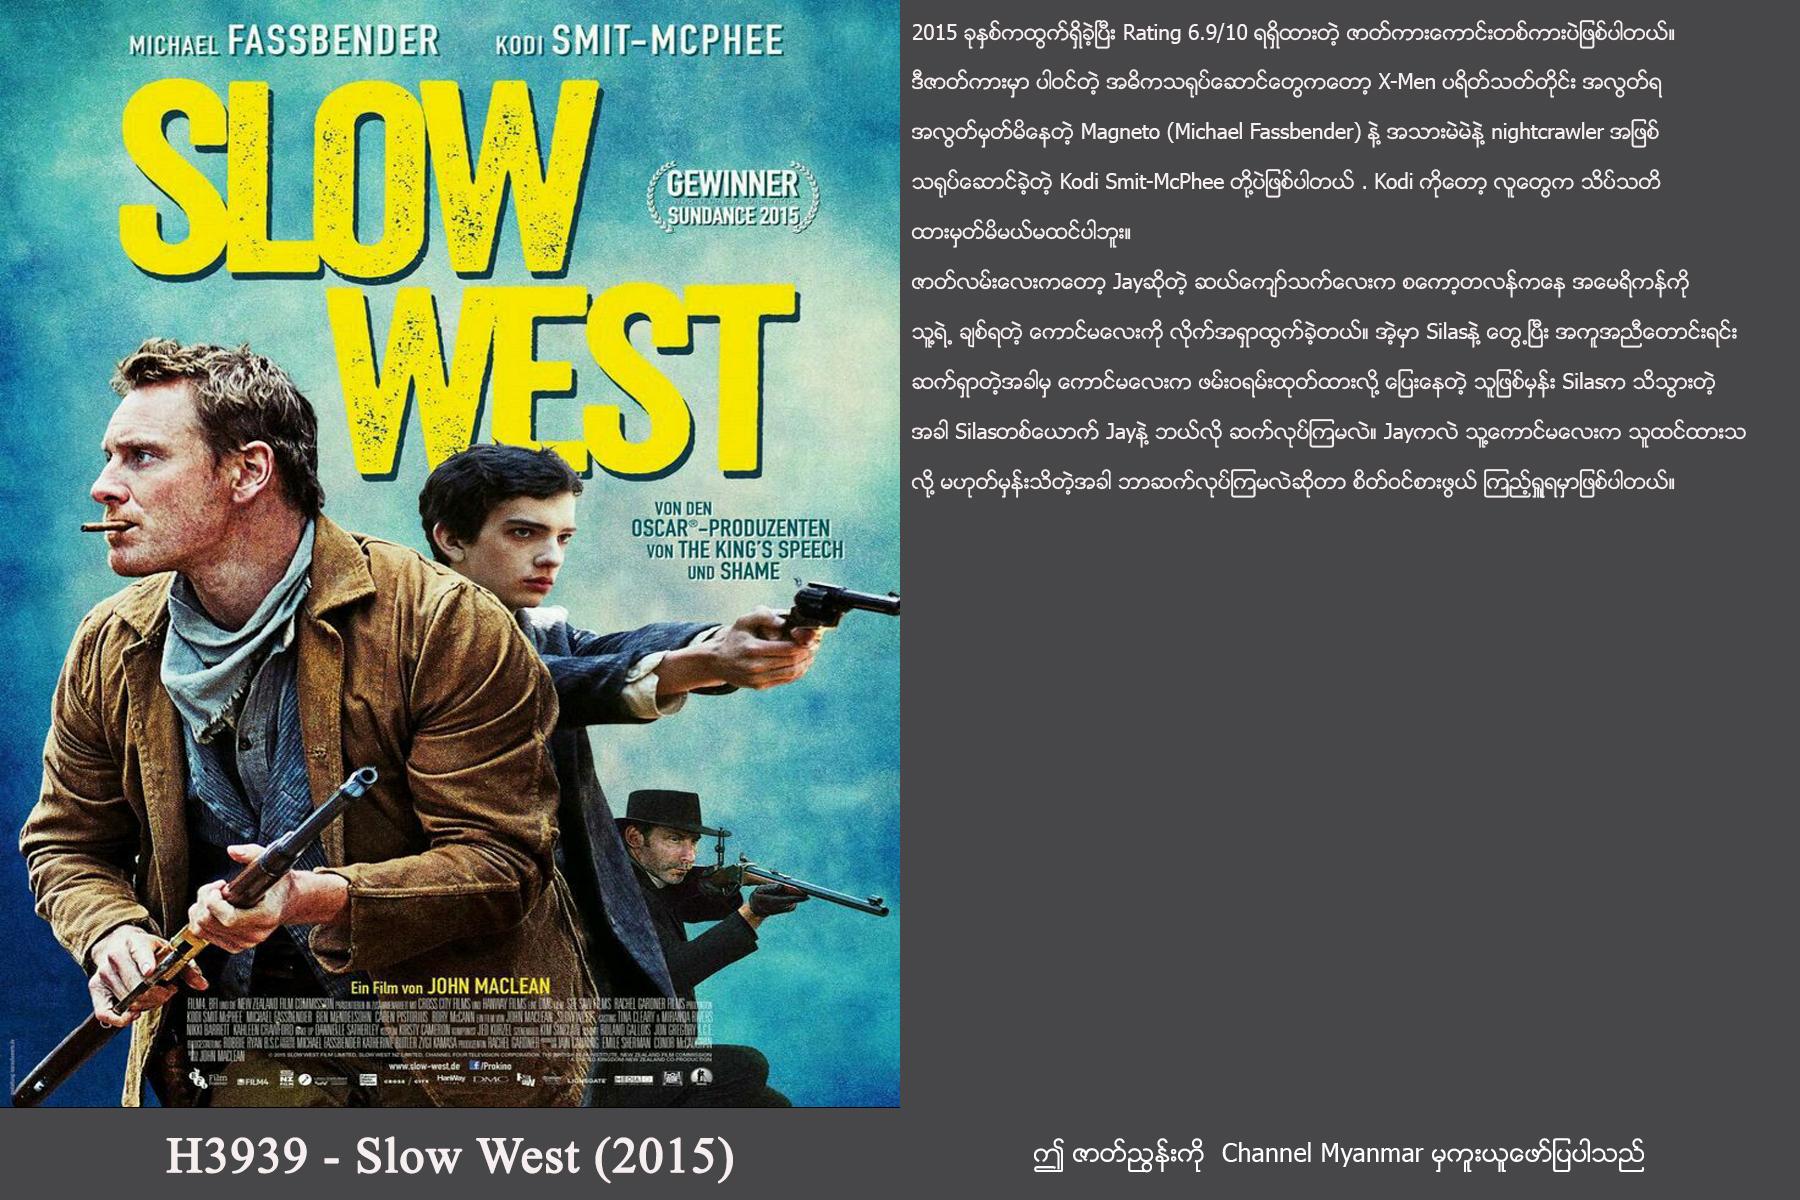 MICHAEL FASSBENDER KODI SMIT-MCPHEE
SLOW
WEST
GEWINNER
SUNDANCE 2015
VON DEN
OSCAR®-PRODUZENTEN
VON THE KING'S SPEECH
UND SHAME
Ein Film von JOHN MACLEAN
www.slow-west.de /Prokino
H3939 - Slow West (2015)
2015 ခုနှစ်ကထွက်ရှိခဲ့ပြီး Rating 6.9/10 ရရှိထားတဲ့ ဇာတ်ကားကောင်းတစ်ကားပဲဖြစ်ပါတယ်။
ဒီဇာတ်ကားမှာ ပါဝင်တဲ့ အဓိကသရုပ်ဆောင်တွေကတော့ X-Men ပရိတ်သတ်တိုင်း အလွတ်ရ
အလွတ်မှတ်မိနေတဲ့ Magneto (Michael Fassbender) နဲ့ အသားမဲမဲနဲ့ nightcrawler အဖြစ်
သရုပ်ဆောင်ခဲ့တဲ့ Kodi Smit-McPhee တို့ပဲဖြစ်ပါတယ် . Kodi ကိုတော့ လူတွေက သိပ်သတိ
ထားမှတ်မိမယ်မထင်ပါဘူး။
ဇာတ်လမ်းလေးကတော့ Jayဆိုတဲ့ ဆယ်ကျော်သက်လေးက စကော့တလန်ကနေ အမေရိကန်ကို
သူ့ရဲ့ ချစ်ရတဲ့ ကောင်မလေးကို လိုက်အရှာထွက်ခဲ့တယ်။ အဲ့မှာ Silasနဲ့ တွေ့ပြီး အကူအညီတောင်းရင်း
ဆက်ရှာတဲ့အခါမှ ကောင်မလေးက ဖမ်းဝရမ်းထုတ်ထားလို့ ပြေးနေတဲ့ သူဖြစ်မှန်း Silasက သိသွားတဲ့
အခါ Silasတစ်ယောက် Jayနဲ့ ဘယ်လို ဆက်လုပ်ကြမလဲ။ Jayကလဲ သူ့ကောင်မလေးက သူထင်ထားသ
လို့ မဟုတ်မှန်းသိတဲ့အခါ ဘာဆက်လုပ်ကြမလဲဆိုတာ စိတ်ဝင်စားဖွယ် ကြည့်ရှူရမှာဖြစ်ပါတယ်။
ဤ ဇာတ်ညွှန်းကို Channel Myanmar မှကူးယူဖော်ပြပါသည်